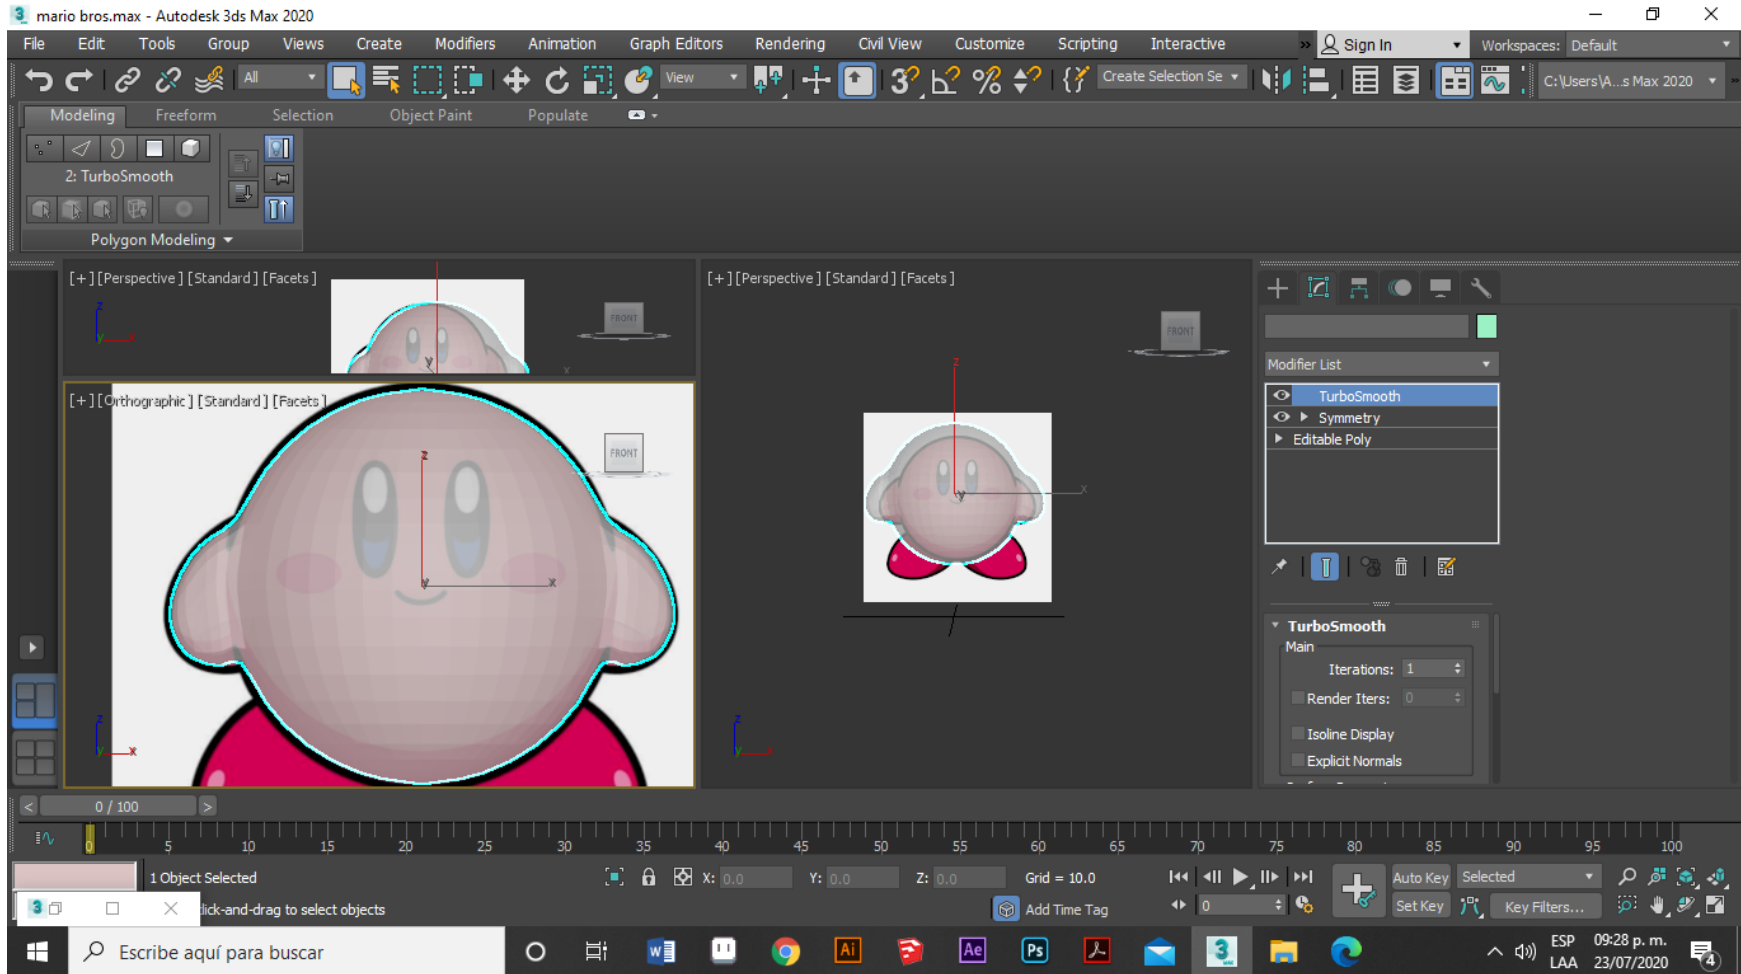 mario bros.max - Autodesk 3ds Max 2020
File Edit Tools Group Views Create Modifiers Animation Graph Editors Rendering Civil View Customize Scripting Interactive » Sign In Workspaces: Default
All View Create Selection Se C:\Users\A...s Max 2020 »
Modeling Freeform Selection Object Paint Populate
2: TurboSmooth
Polygon Modeling
[+] [Perspective ] [Standard ] [Facets ]
FRONT
[+] [Perspective ] [Standard ] [Facets ]
FRONT
[+] [Orthographic ] [Standard ] [Facets ]
FRONT
z
x
y
Modifier List
TurboSmooth
Symmetry
Editable Poly
TurboSmooth
Main
Iterations: 1
Render Iters: 0
Isoline Display
Explicit Normals
< 0 / 100 >
0 5 10 15 20 25 30 35 40 45 50 55 60 65 70 75 80 85 90 95 100
1 Object Selected X: 0.0 Y: 0.0 Z: 0.0 Grid = 10.0 Auto Key Selected
lick-and-drag to select objects Add Time Tag 0 Set Key Key Filters...
Escribe aquí para buscar
Ai Ae Ps 3
ESP 09:28 p. m.
LAA 23/07/2020 4